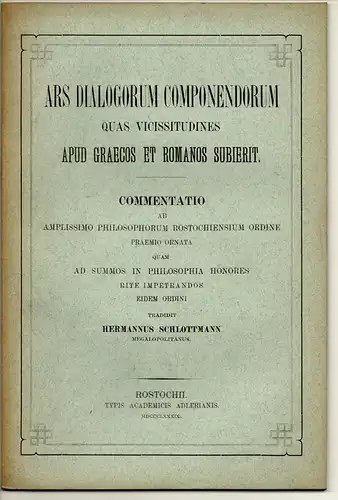 ARS DIALOGORUM COMPONENDORUM
QUAS VICISSITUDINES
APUD GRAECOS ET ROMANOS SUBIERIT.
COMMENTATIO
AB
AMPLISSIMO PHILOSOPHORUM ROSTOCHIENSIUM ORDINE
PRAEMIO ORNATA
QUAM
AD SUMMOS IN PHILOSOPHIA HONORES
RITE IMPETRANDOS
EIDEM ORDINI
TRADIDIT
HERMANNUS SCHLOTTMANN
MEGALOPOLITANUS.
ROSTOCHII.
TYPIS ACADEMICIS ADLERIANIS.
MDCCCLXXXIX.